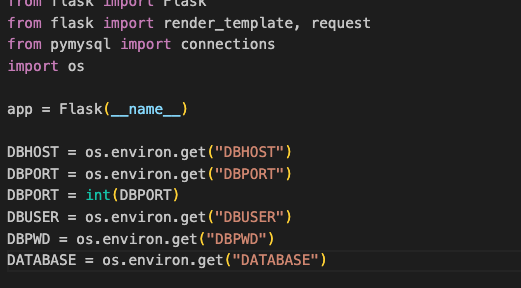 from flask import Flask
from flask import render_template, request
from pymysql import connections
import os
app = Flask(__name__)
DBHOST = os.environ.get("DBHOST")
DBPORT = os.environ.get("DBPORT")
DBPORT = int(DBPORT)
DBUSER = os.environ.get("DBUSER")
DBPWD = os.environ.get("DBPWD")
DATABASE = os.environ.get("DATABASE")